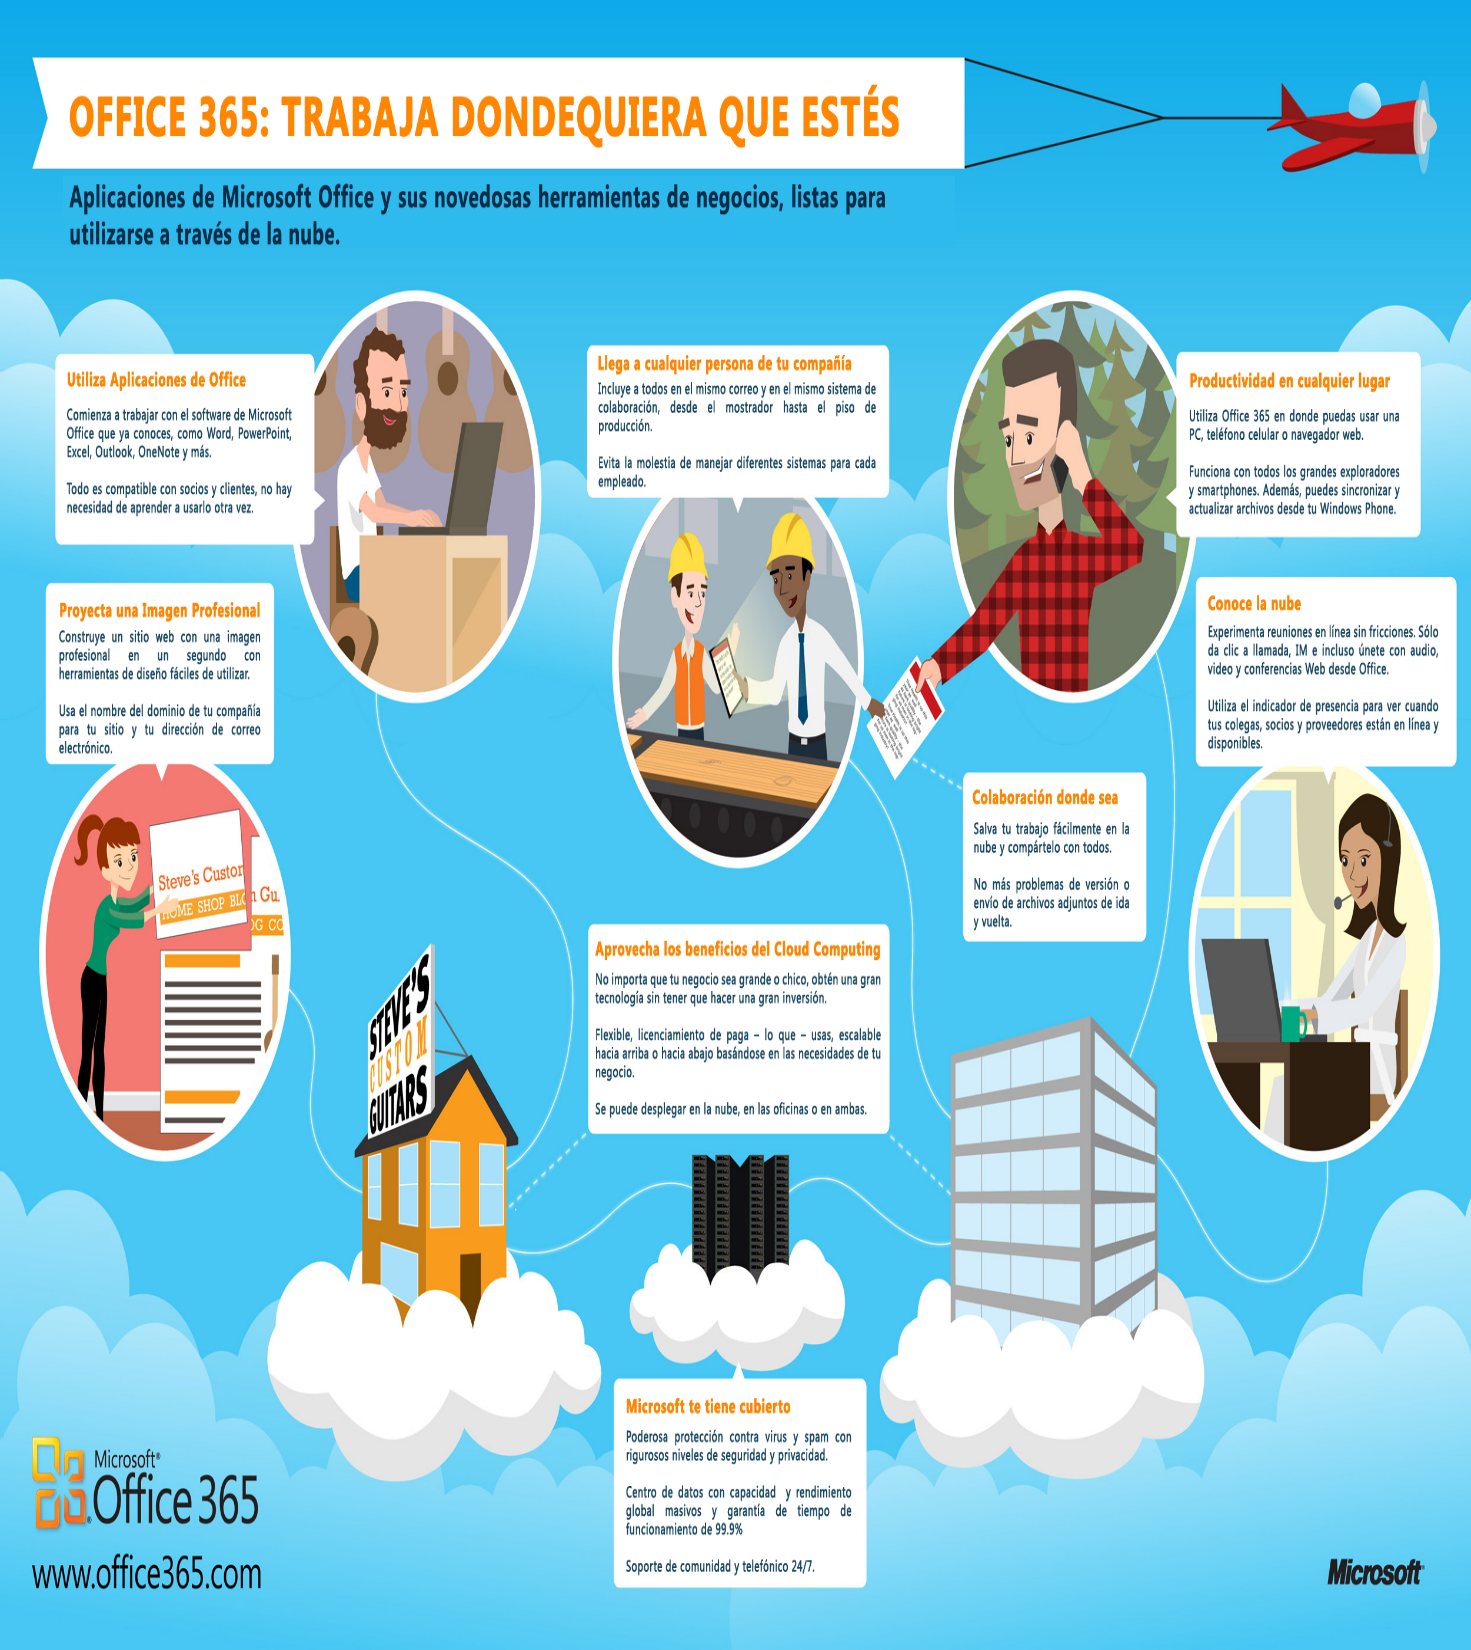 OFFICE 365: TRABAJA DONDEQUIERA QUE ESTÉS
Aplicaciones de Microsoft Office y sus novedosas herramientas de negocios, listas para
utilizarse a través de la nube.
Utiliza Aplicaciones de Office
Comienza a trabajar con el software de Microsoft
Office que ya conoces, como Word, PowerPoint,
Excel, Outlook, OneNote y más.
Todo es compatible con socios y clientes, no hay
necesidad de aprender a usarlo otra vez.
Llega a cualquier persona de tu compañía
Incluye a todos en el mismo correo y en el mismo sistema de
colaboración, desde el mostrador hasta el piso de
producción.
Evita la molestia de manejar diferentes sistemas para cada
empleado.
Productividad en cualquier lugar
Utiliza Office 365 en donde puedas usar una
PC, teléfono celular o navegador web.
Funciona con todos los grandes exploradores
y smartphones. Además, puedes sincronizar y
actualizar archivos desde tu Windows Phone.
Proyecta una Imagen Profesional
Construye un sitio web con una imagen
profesional en un segundo con
herramientas de diseño fáciles de utilizar.
Usa el nombre del dominio de tu compañía
para tu sitio y tu dirección de correo
electrónico.
Conoce la nube
Experimenta reuniones en línea sin fricciones. Sólo
da clic a llamada, IM e incluso únete con audio,
video y conferencias Web desde Office.
Utiliza el indicador de presencia para ver cuando
tus colegas, socios y proveedores están en línea y
disponibles.
Colaboración donde sea
Salva tu trabajo fácilmente en la
nube y compártelo con todos.
No más problemas de versión o
envío de archivos adjuntos de ida
y vuelta.
Steve's Custor
HOME SHOP BLO
n Gu
OG CO
Aprovecha los beneficios del Cloud Computing
No importa que tu negocio sea grande o chico, obtén una gran
tecnología sin tener que hacer una gran inversión.
Flexible, licenciamiento de paga – lo que – usas, escalable
hacia arriba o hacia abajo basándose en las necesidades de tu
negocio.
Se puede desplegar en la nube, en las oficinas o en ambas.
STEVE'S
CUSTOM
GUITARS
Microsoft te tiene cubierto
Poderosa protección contra virus y spam con
rigurosos niveles de seguridad y privacidad.
Centro de datos con capacidad y rendimiento
global masivos y garantía de tiempo de
funcionamiento de 99.9%
Soporte de comunidad y telefónico 24/7.
Microsoft®
Office 365
www.office365.com
Microsoft